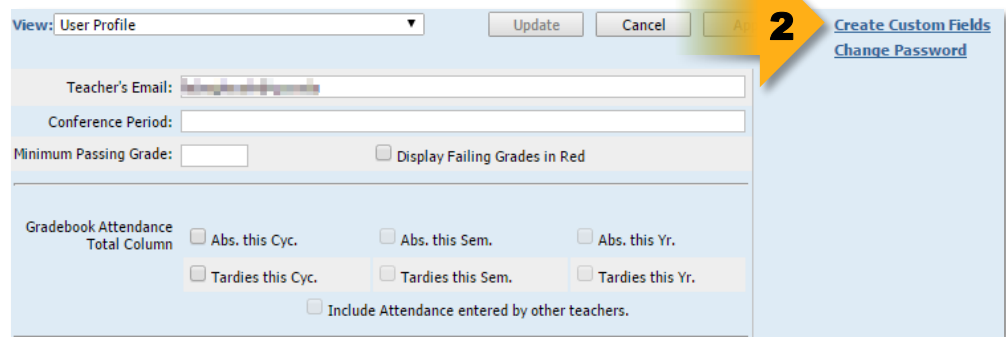 View: User Profile Update Cancel Ap 2 Create Custom Fields
Change Password
Teacher's Email:
Conference Period:
Minimum Passing Grade: Display Failing Grades in Red
Gradebook Attendance
Total Column Abs. this Cyc. Abs. this Sem. Abs. this Yr.
Tardies this Cyc. Tardies this Sem. Tardies this Yr.
Include Attendance entered by other teachers.